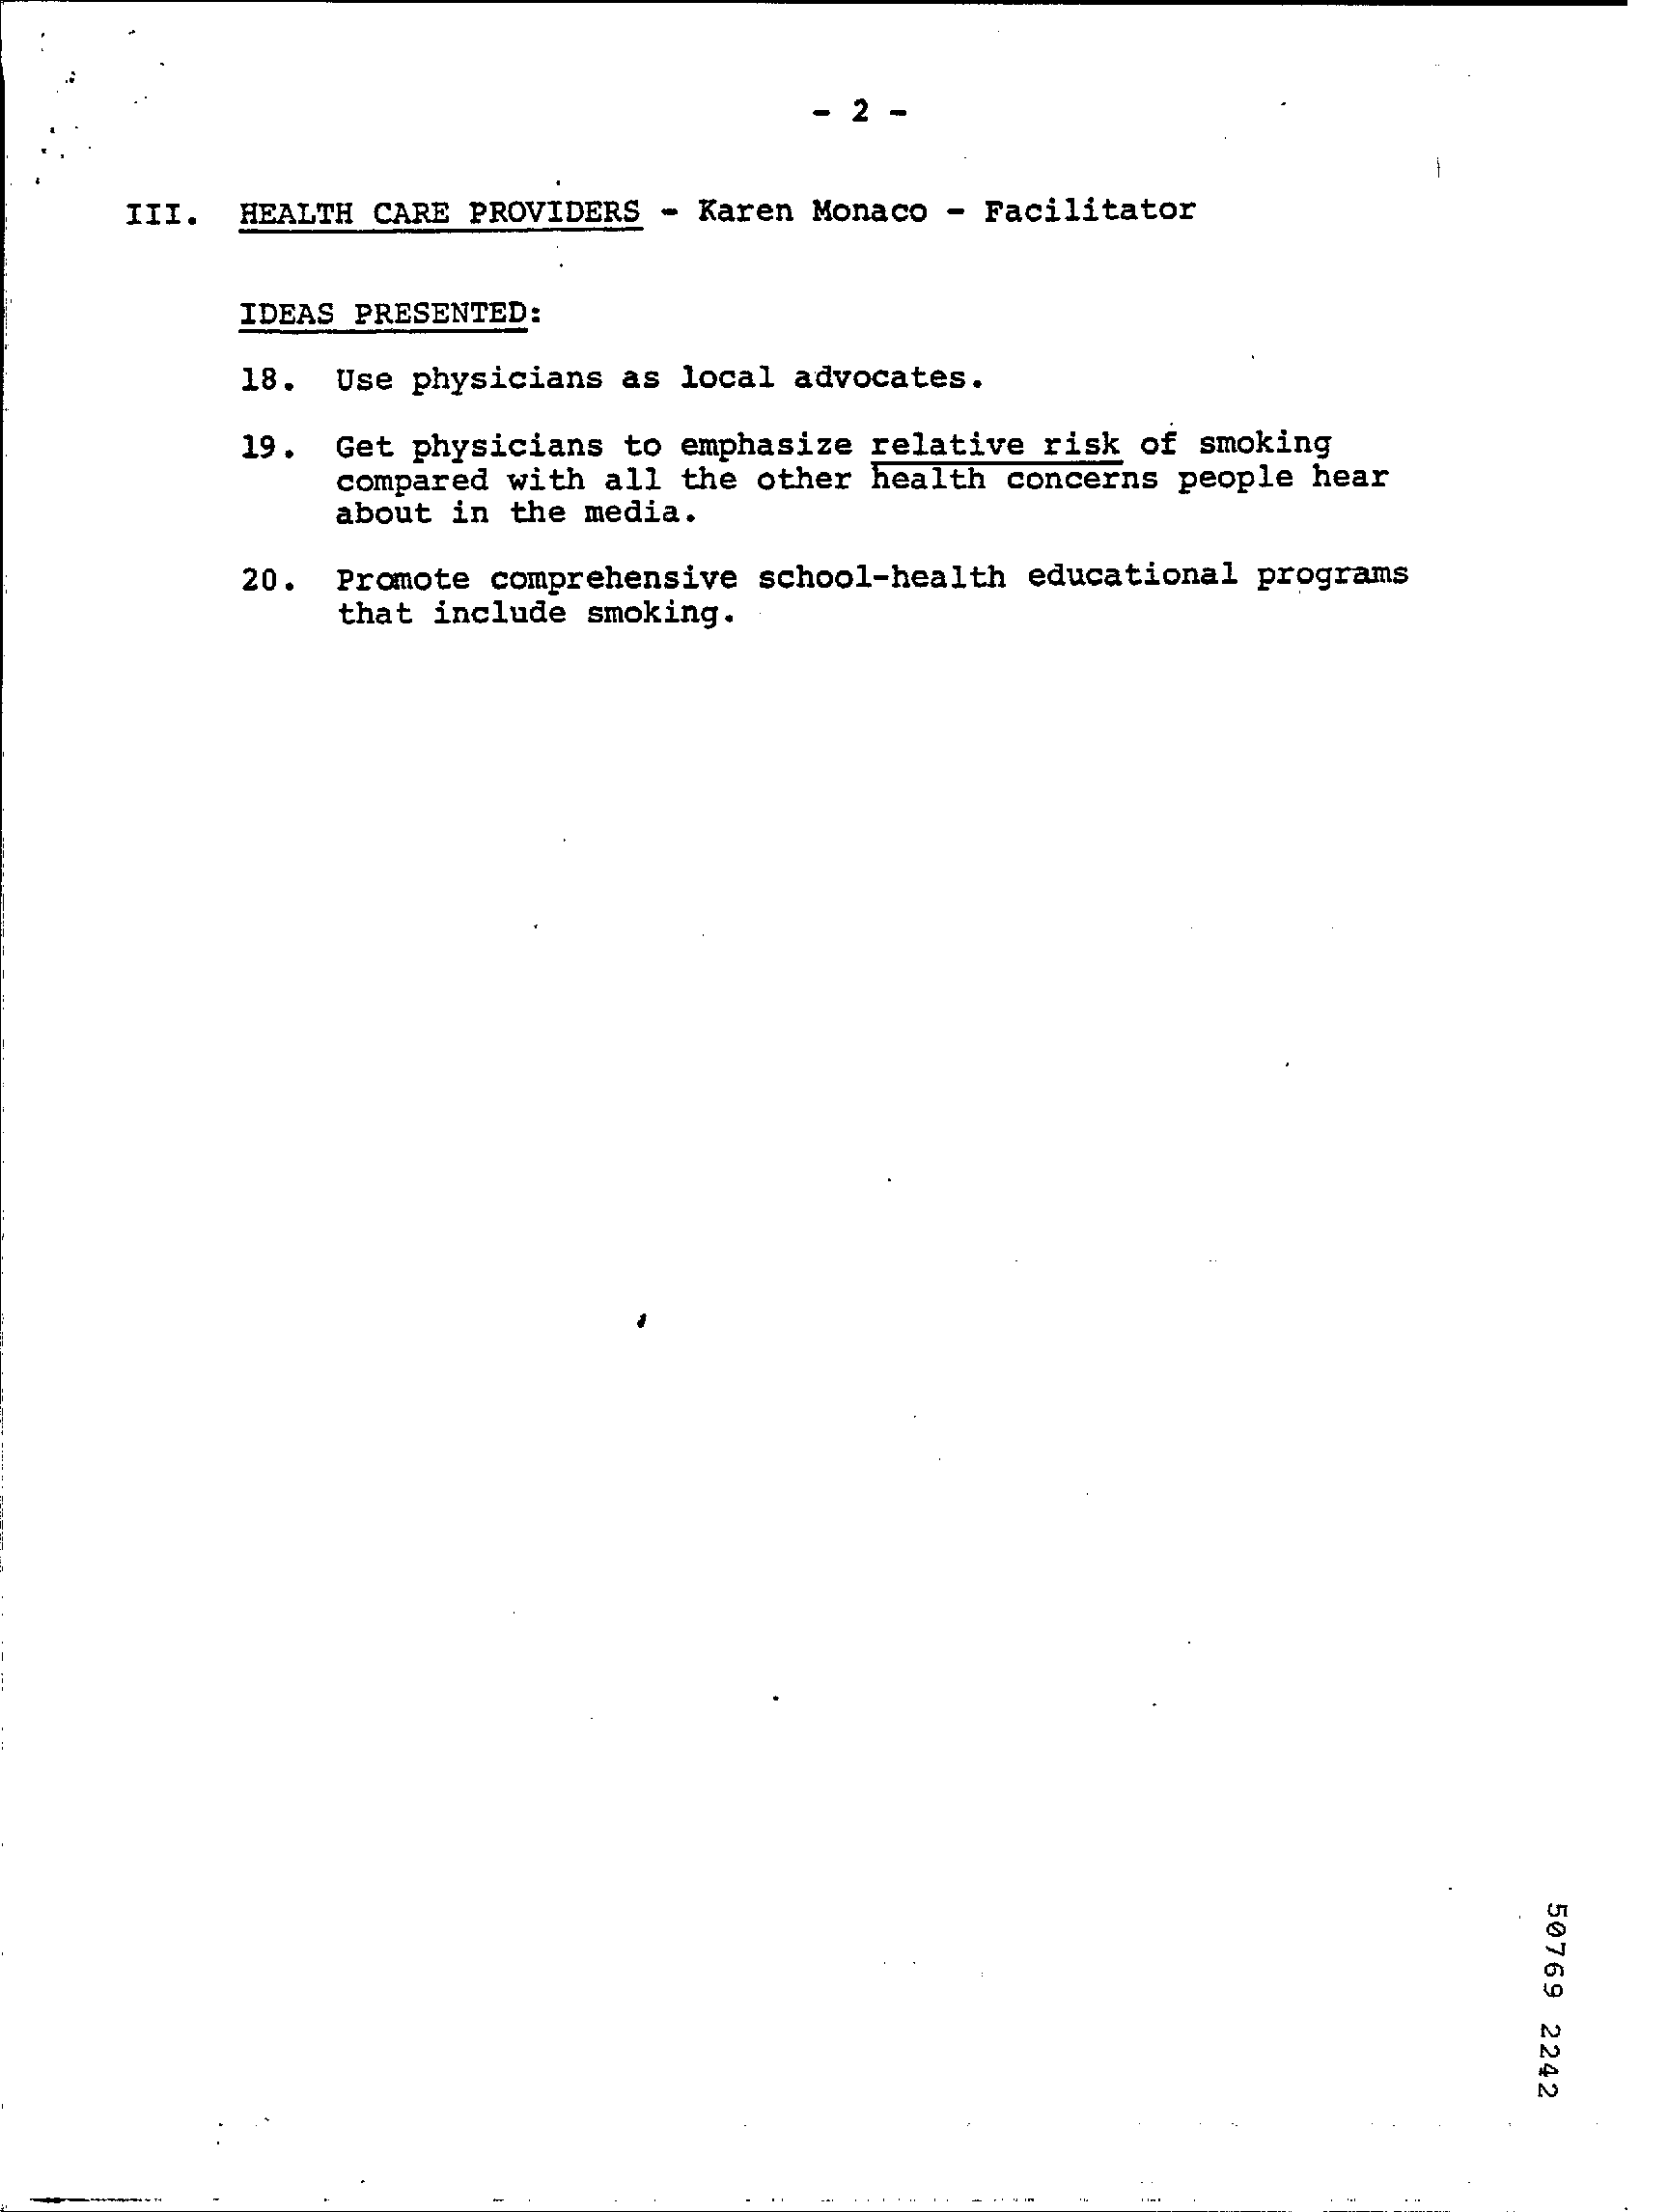 - 2 -
III. HEALTH CARE PROVIDERS - Karen Monaco - Facilitator
IDEAS PRESENTED:
18. Use physicians as local advocates.
19. Get physicians to emphasize relative risk of smoking
compared with all the other health concerns people hear
about in the media.
20. Promote comprehensive school-health educational programs
that include smoking.
50769 2242